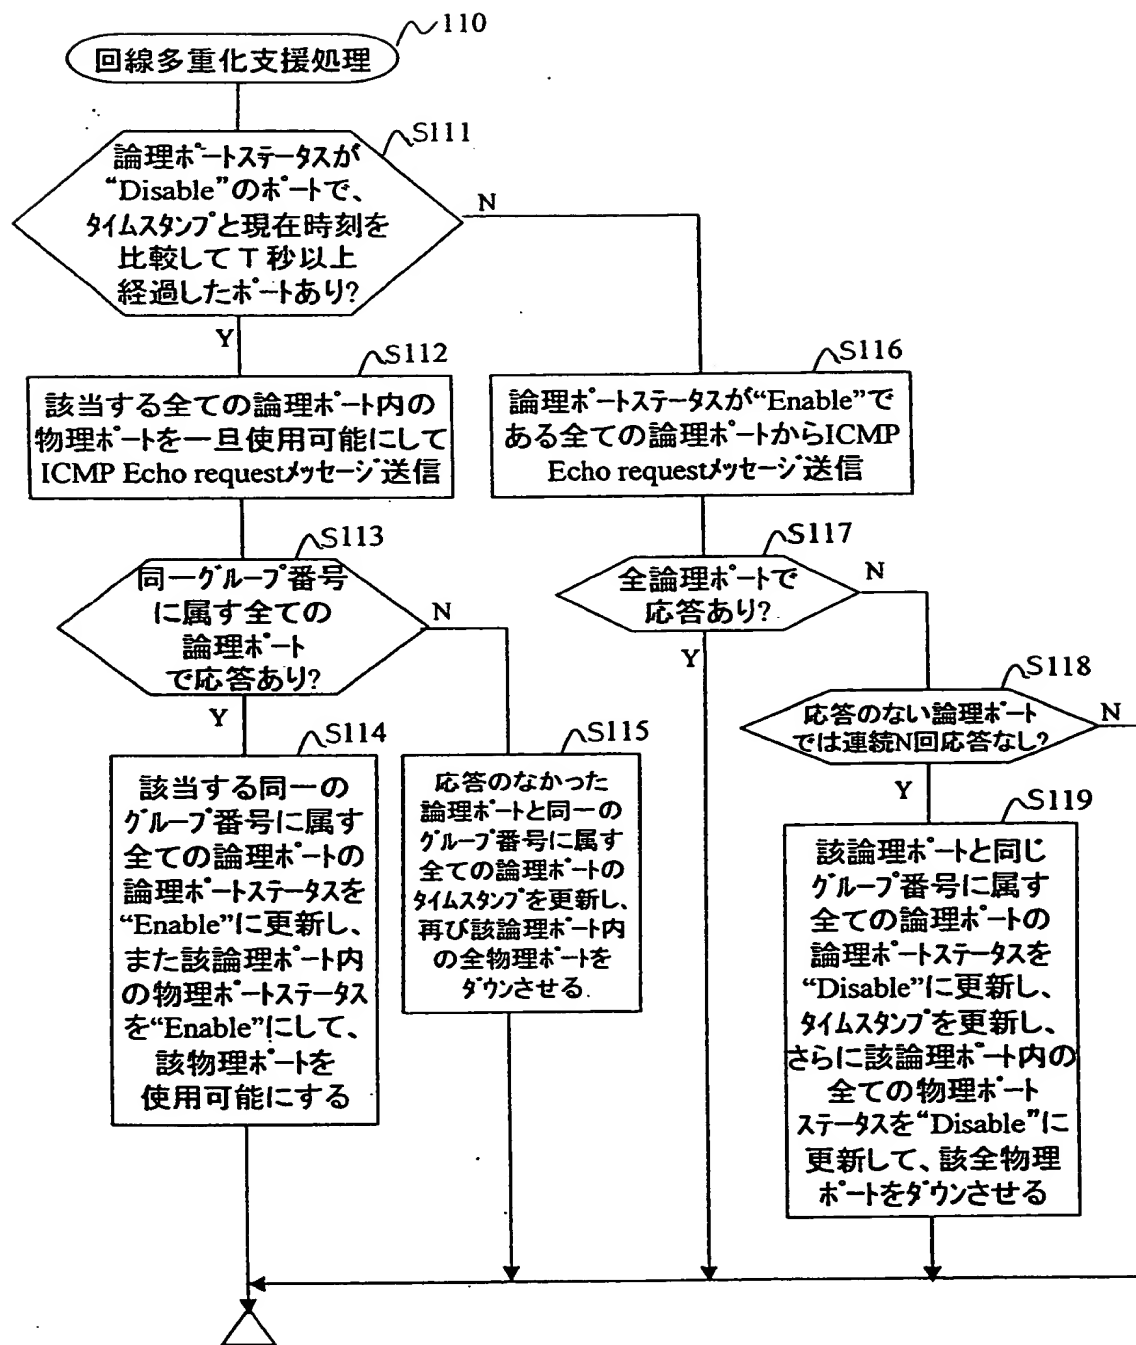 110
回線多重化支援処理
S111
論理ポートステータスが
“Disable”のポートで、
タイムスタンプと現在時刻を
比較してT秒以上
経過したポートあり?
N
Y
S112
該当する全ての論理ポート内の
物理ポートを一旦使用可能にして
ICMP Echo requestメッセージ送信
S113
同一グループ番号
に属す全ての
論理ポート
で応答あり?
N
Y
S114
該当する同一の
グループ番号に属す
全ての論理ポートの
論理ポートステータスを
“Enable”に更新し、
また該論理ポート内
の物理ポートステータス
を“Enable”にして、
該物理ポートを
使用可能にする
S115
応答のなかった
論理ポートと同一の
グループ番号に属す
全ての論理ポートの
タイムスタンプを更新し、
再び該論理ポート内
の全物理ポートを
ダウンさせる
S116
論理ポートステータスが“Enable”で
ある全ての論理ポートからICMP
Echo requestメッセージ送信
S117
全論理ポートで
応答あり?
N
Y
S118
応答のない論理ポート
では連続N回応答なし?
N
Y
S119
該論理ポートと同じ
グループ番号に属す
全ての論理ポートの
論理ポートステータスを
“Disable”に更新し、
タイムスタンプを更新し、
さらに該論理ポート内の
全ての物理ポート
ステータスを“Disable”に
更新して、該全物理
ポートをダウンさせる